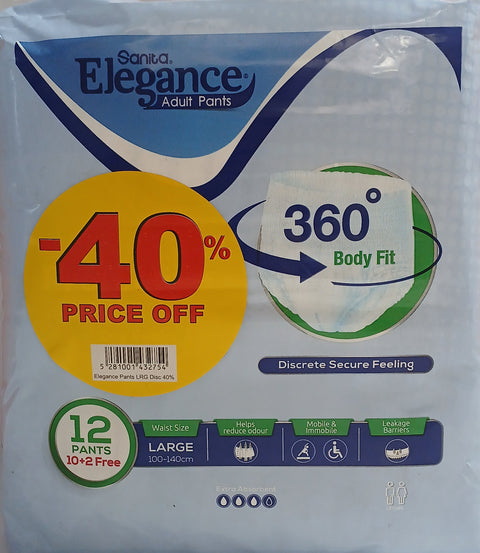 Sanita®
Elegance®
Adult Pants
-40%
PRICE OFF
5 281001 432754
Elegance Pants LRG Disc 40%
360°
Body Fit
Discrete Secure Feeling
12
PANTS
10+2 Free
Waist Size
LARGE
100-140cm
Helps
reduce odour
Mobile &
Immobile
Leakage
Barriers
Extra Absorbent